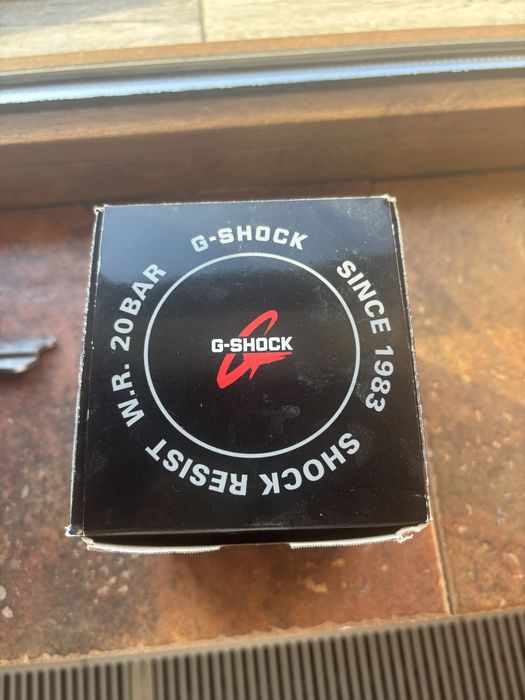 G-SHOCK
SINCE 1983
SHOCK RESIST
W.R. 20BAR
G-SHOCK